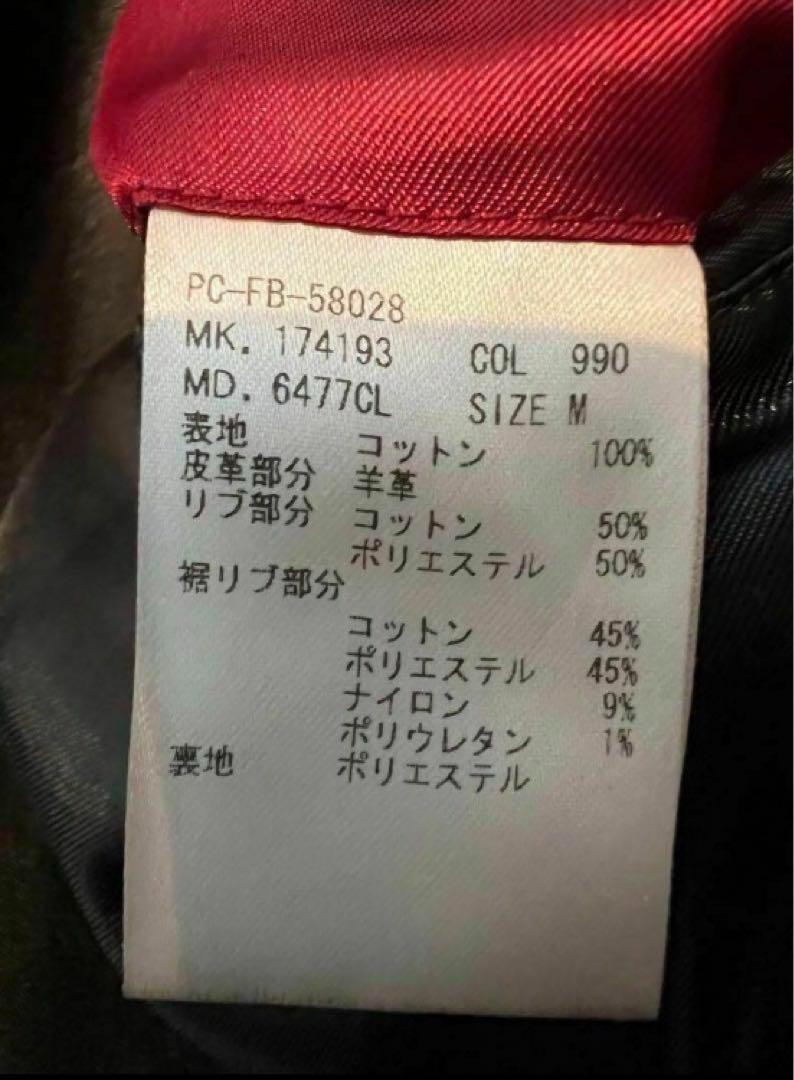 PC-FB-58028
MK. 174193 COL 990
MD. 6477CL SIZE M
表地 コットン 100%
皮革部分 羊革
リブ部分 コットン 50%
ポリエステル 50%
裾リブ部分
コットン 45%
ポリエステル 45%
ナイロン 9%
ポリウレタン 1%
裏地 ポリエステル